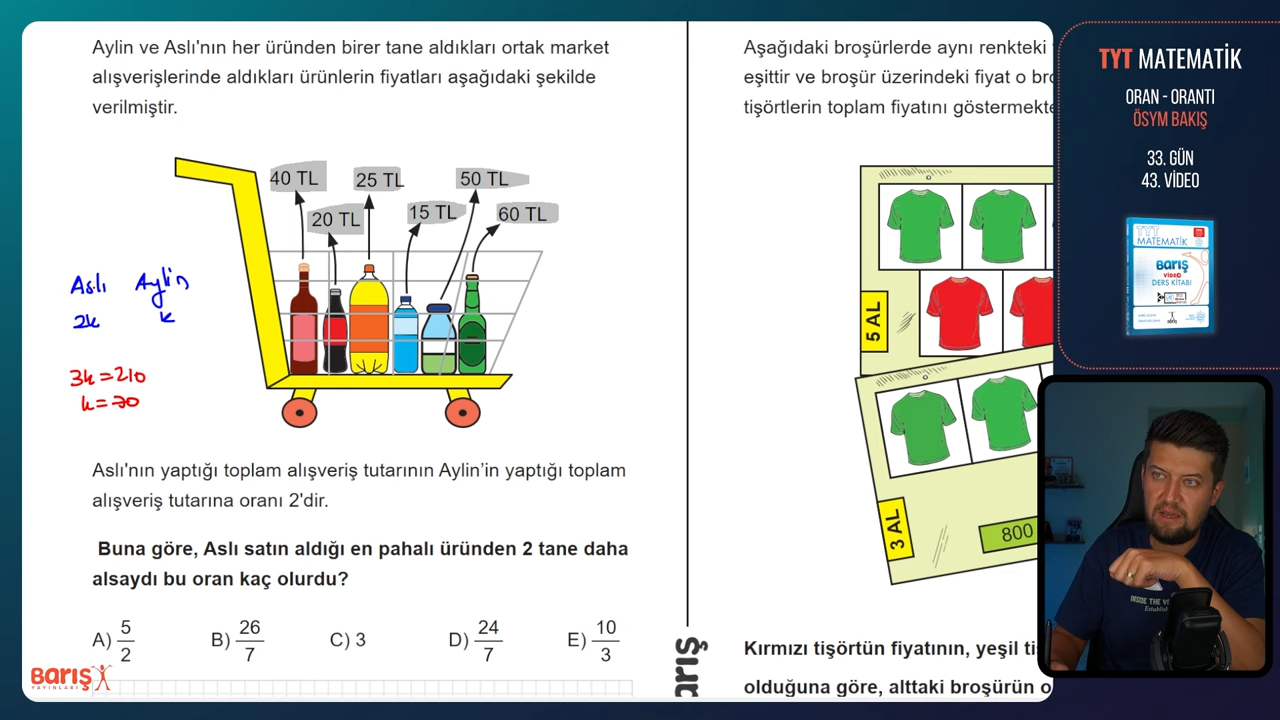 Aylin ve Aslı'nın her üründen birer tane aldıkları ortak market
alışverişlerinde aldıkları ürünlerin fiyatları aşağıdaki şekilde
verilmiştir.
40 TL
25 TL
50 TL
20 TL
15 TL
60 TL
Aslı Aylin
2k k
3k = 210
k = 70
Aslı'nın yaptığı toplam alışveriş tutarının Aylin'in yaptığı toplam
alışveriş tutarına oranı 2'dir.
Buna göre, Aslı satın aldığı en pahalı üründen 2 tane daha
alsaydı bu oran kaç olurdu?
A) 5/2 B) 26/7 C) 3 D) 24/7 E) 10/3
BARIŞ
YAYINLARI
Aşağıdaki broşürlerde aynı renkteki
eşittir ve broşür üzerindeki fiyat o
tişörtlerin toplam fiyatını
5 AL
3 AL
800
Kırmızı tişörtün fiyatının, yeşil
olduğuna göre, alttaki broşürün
TYT MATEMATİK
ORAN - ORANTI
ÖSYM BAKIŞ
33. GÜN
43. VİDEO
TYT
MATEMATİK
BARIŞ
VİDEO
DERS KİTABI
INSIDE THE